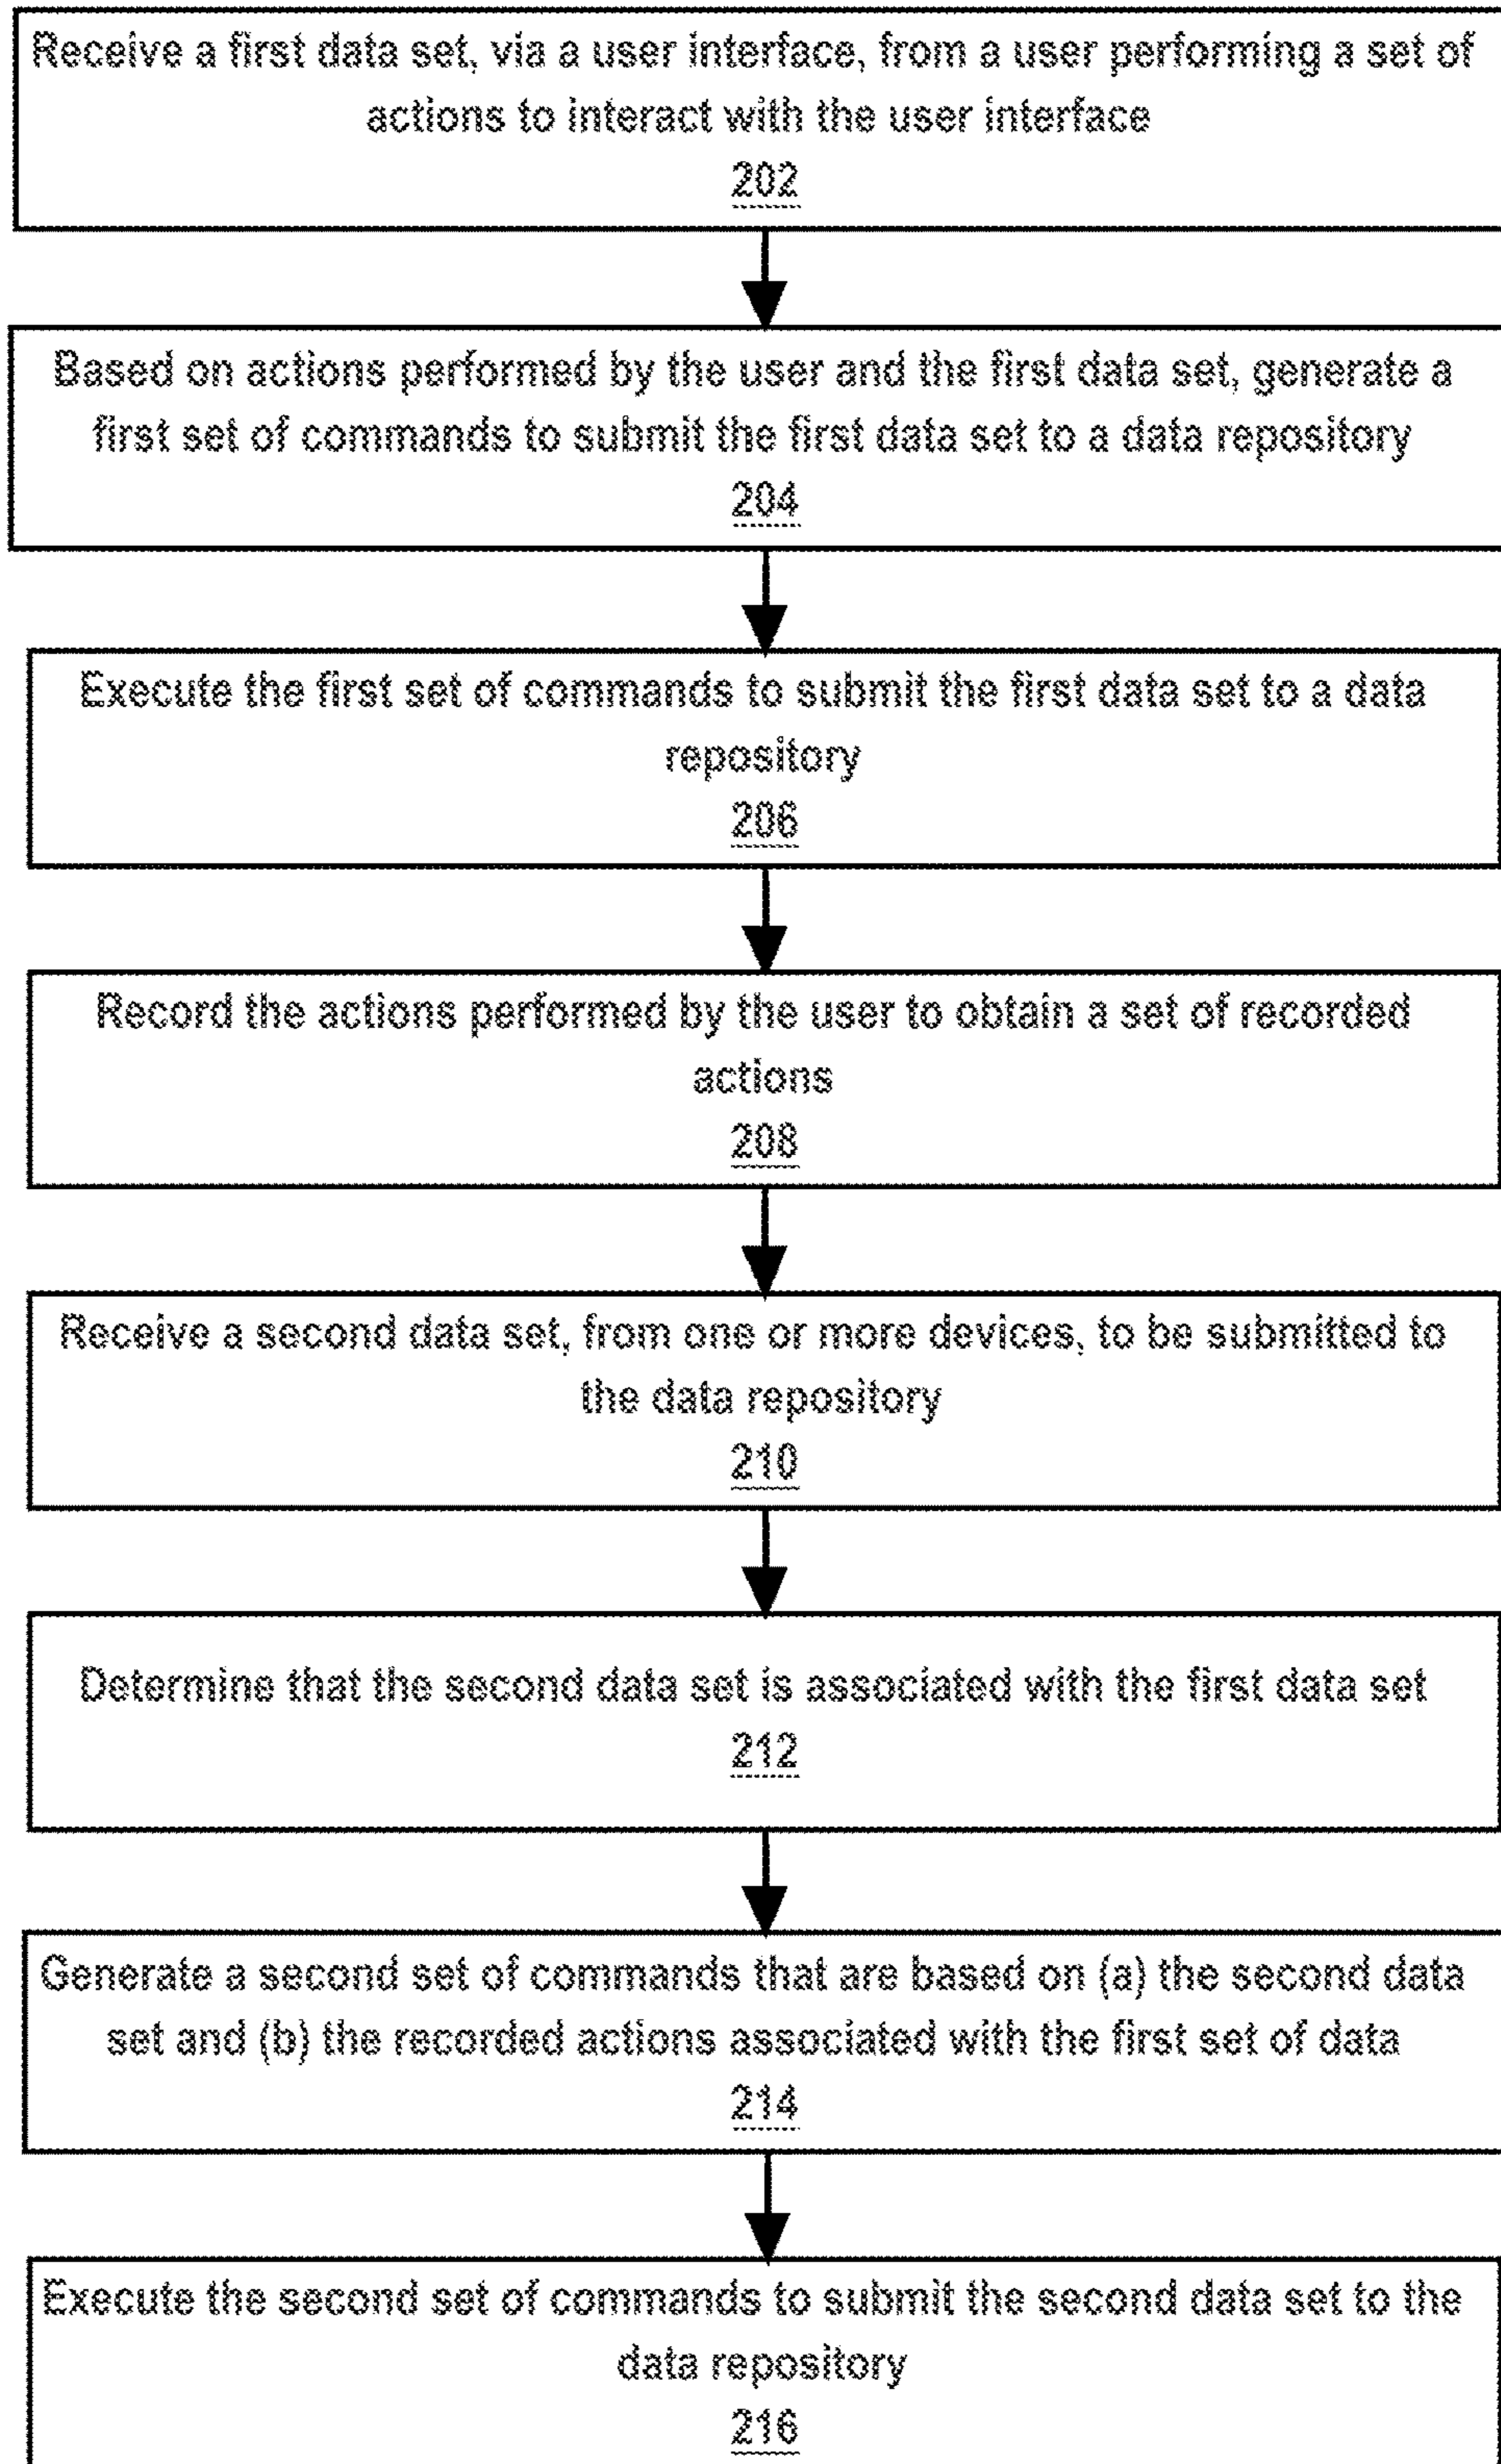 Receive a first data set, via a user interface, from a user performing a set of
actions to interact with the user interface
202
Based on actions performed by the user and the first data set, generate a
first set of commands to submit the first data set to a data repository
204
Execute the first set of commands to submit the first data set to a data
repository
206
Record the actions performed by the user to obtain a set of recorded
actions
208
Receive a second data set, from one or more devices, to be submitted to
the data repository
210
Determine that the second data set is associated with the first data set
212
Generate a second set of commands that are based on (a) the second data
set and (b) the recorded actions associated with the first set of data
214
Execute the second set of commands to submit the second data set to the
data repository
216